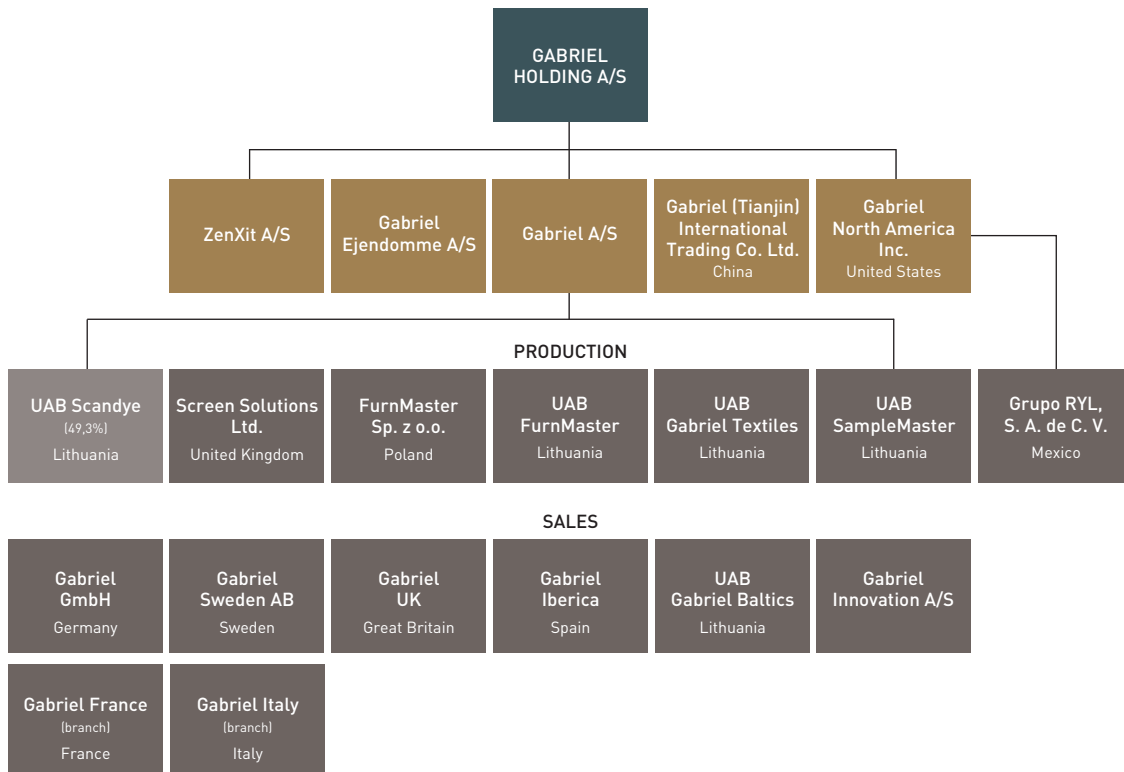 GABRIEL
HOLDING A/S
ZenXit A/S
Gabriel
Ejendomme A/S
Gabriel A/S
Gabriel (Tianjin)
International
Trading Co. Ltd.
China
Gabriel
North America
Inc.
United States
PRODUCTION
UAB Scandye
(49,3%)
Lithuania
Screen Solutions
Ltd.
United Kingdom
FurnMaster
Sp. z o.o.
Poland
UAB
FurnMaster
Lithuania
UAB
Gabriel Textiles
Lithuania
UAB
SampleMaster
Lithuania
Grupo RYL,
S. A. de C. V.
Mexico
SALES
Gabriel
GmbH
Germany
Gabriel
Sweden AB
Sweden
Gabriel
UK
Great Britain
Gabriel
Iberica
Spain
UAB
Gabriel Baltics
Lithuania
Gabriel
Innovation A/S
Gabriel France
(branch)
France
Gabriel Italy
(branch)
Italy